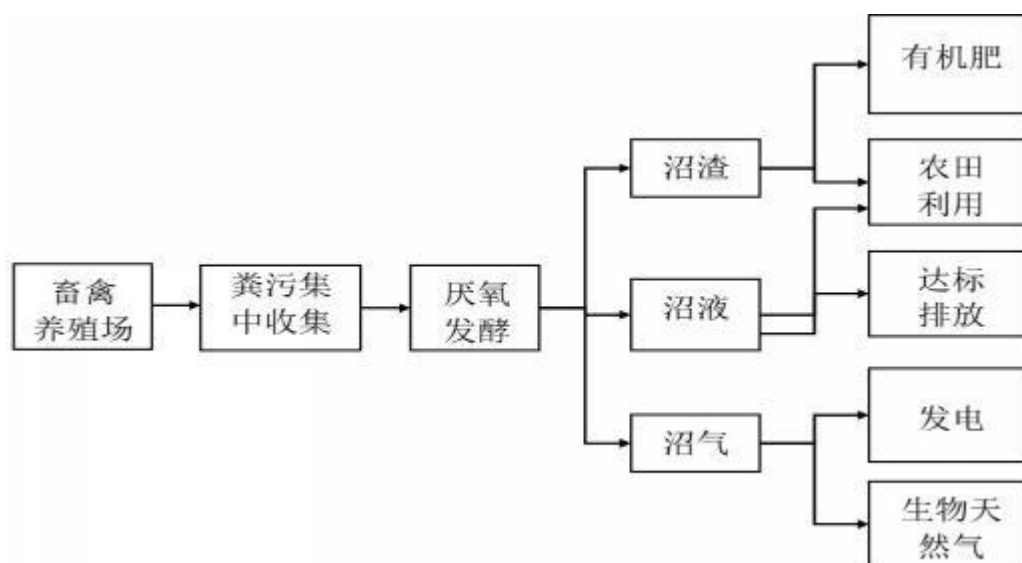 畜禽
养殖场
粪污集
中收集
厌氧
发酵
沼渣
沼液
沼气
有机肥
农田
利用
达标
排放
发电
生物天
然气